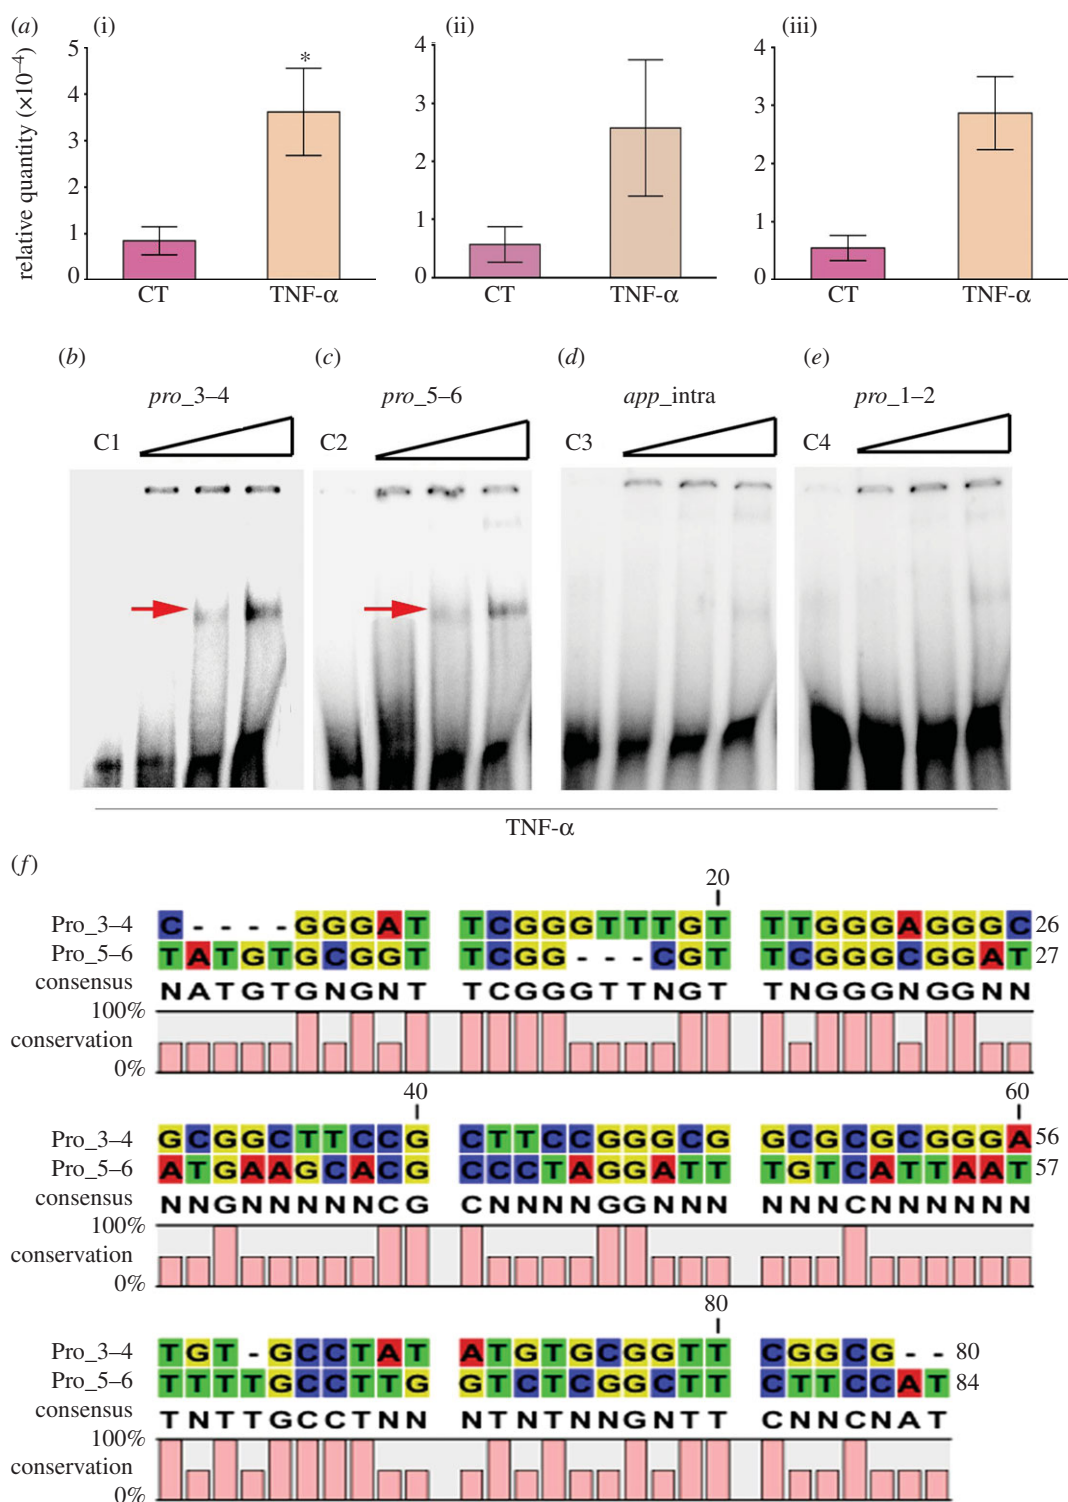 (a) (i) (ii) (iii)
relative quantity (×10–4)
5
4
3
2
1
0
CT TNF-α
*
4
3
2
1
0
CT TNF-α
4
3
2
1
0
CT TNF-α
(b) (c) (d) (e)
pro_3–4 pro_5–6 app_intra pro_1–2
C1 C2 C3 C4
TNF-α
(f)
20
Pro_3–4 C----GGGAT TCGGGTTTGT TTGGGAGGGC 26
Pro_5–6 TATGTGCGGT TCGG---CGT TCGGGCGGAT 27
consensus NATGTGNGNT TCGGGTTNGT TNGGGNGGNN
100%
conservation
0%
40 60
Pro_3–4 GCGGCTTCCG CTTCCGGGCG GCGCGCGGGA 56
Pro_5–6 ATGAAGCACG CCCTAGGATT TGTCATTAAT 57
consensus NNGNNNNNCG CNNNNGGNNN NNNCNNNNNN
100%
conservation
0%
80
Pro_3–4 TGT-GCCTAT ATGTGCGGTT CGGCG-- 80
Pro_5–6 TTTTGCCTTG GTCTCGGCTT CTTCCAT 84
consensus TNTTGCCTNN NTNTNNGNTT CNNCNAT
100%
conservation
0%